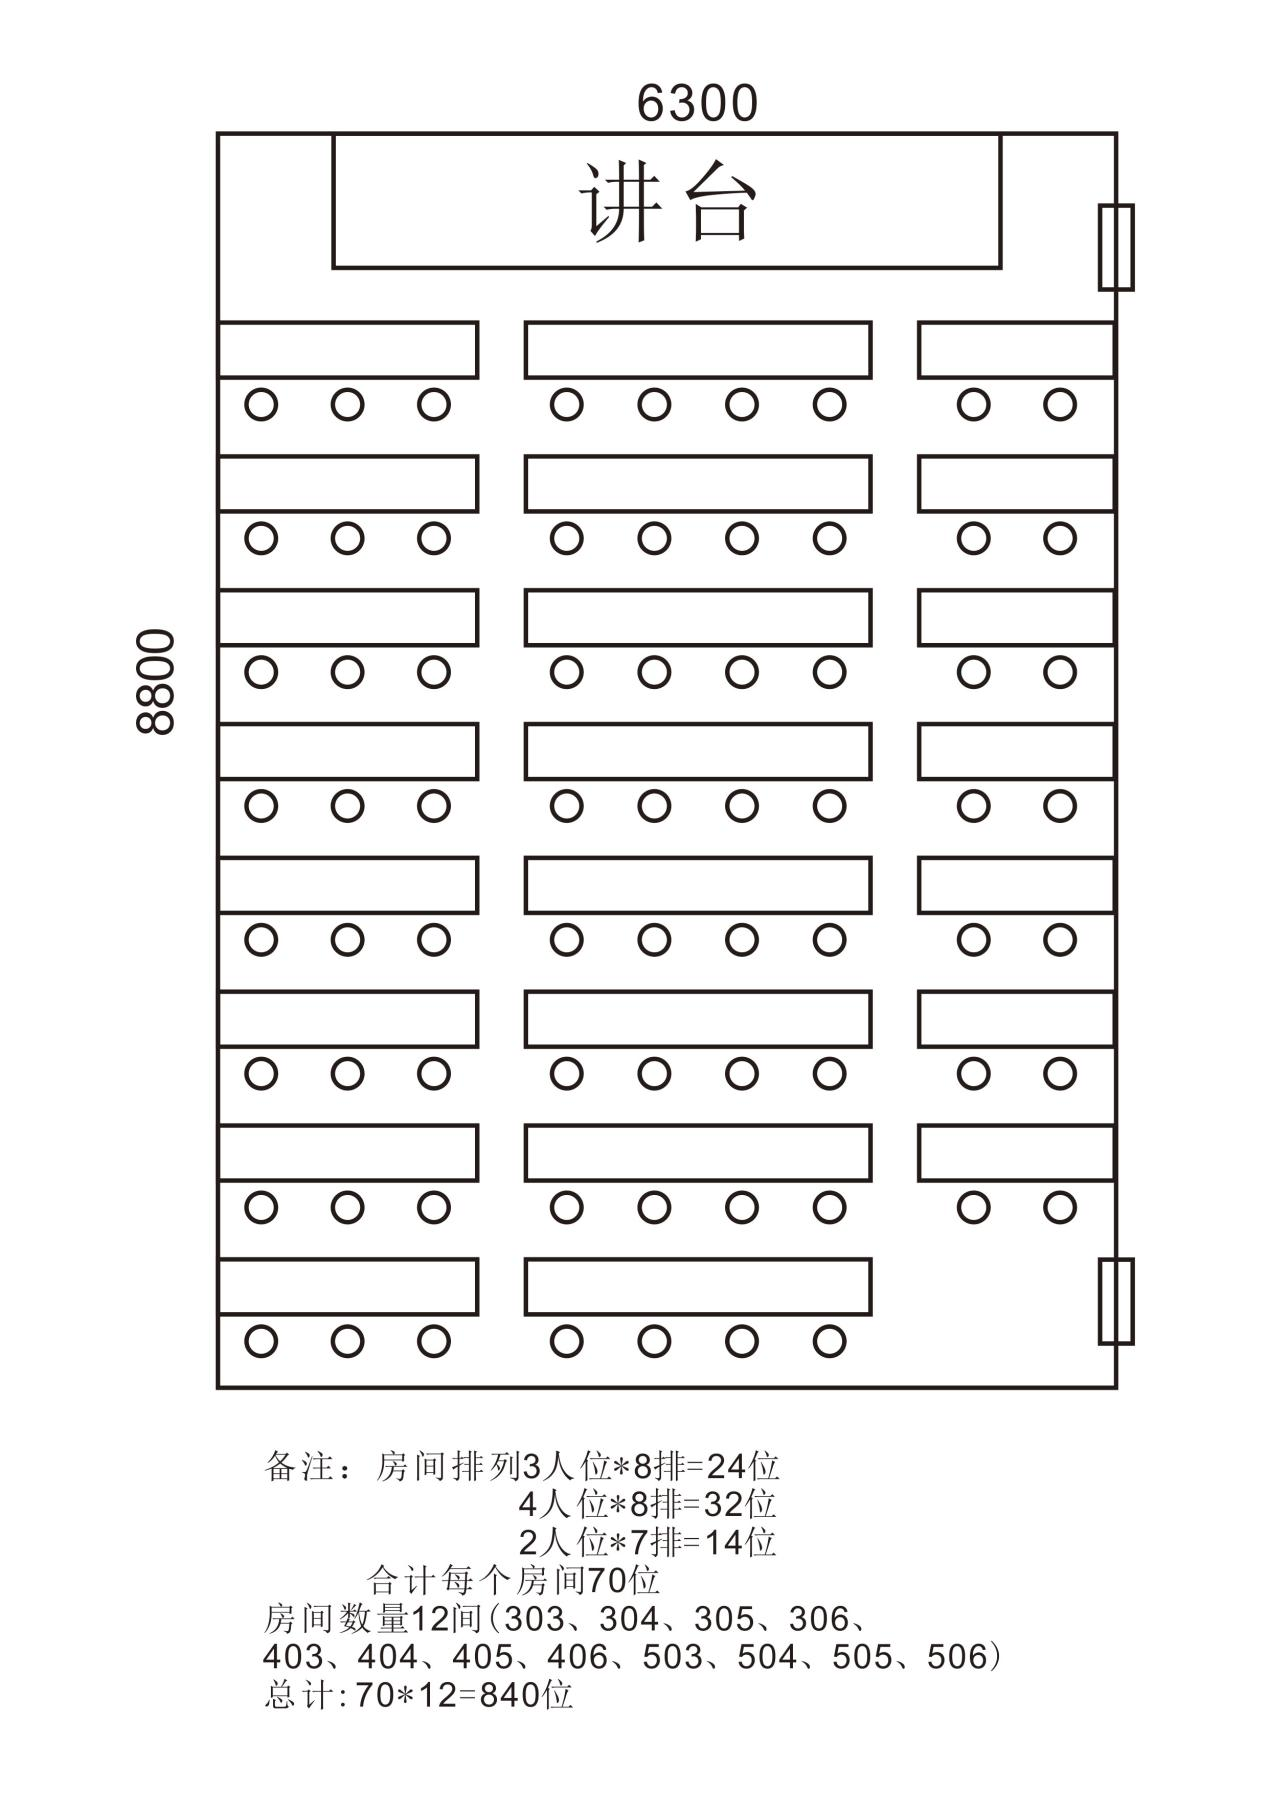 6300
讲台
8800
备注：房间排列3人位*8排=24位
4人位*8排=32位
2人位*7排=14位
合计每个房间70位
房间数量12间(303、304、305、306、
403、404、405、406、503、504、505、506)
总计:70*12=840位